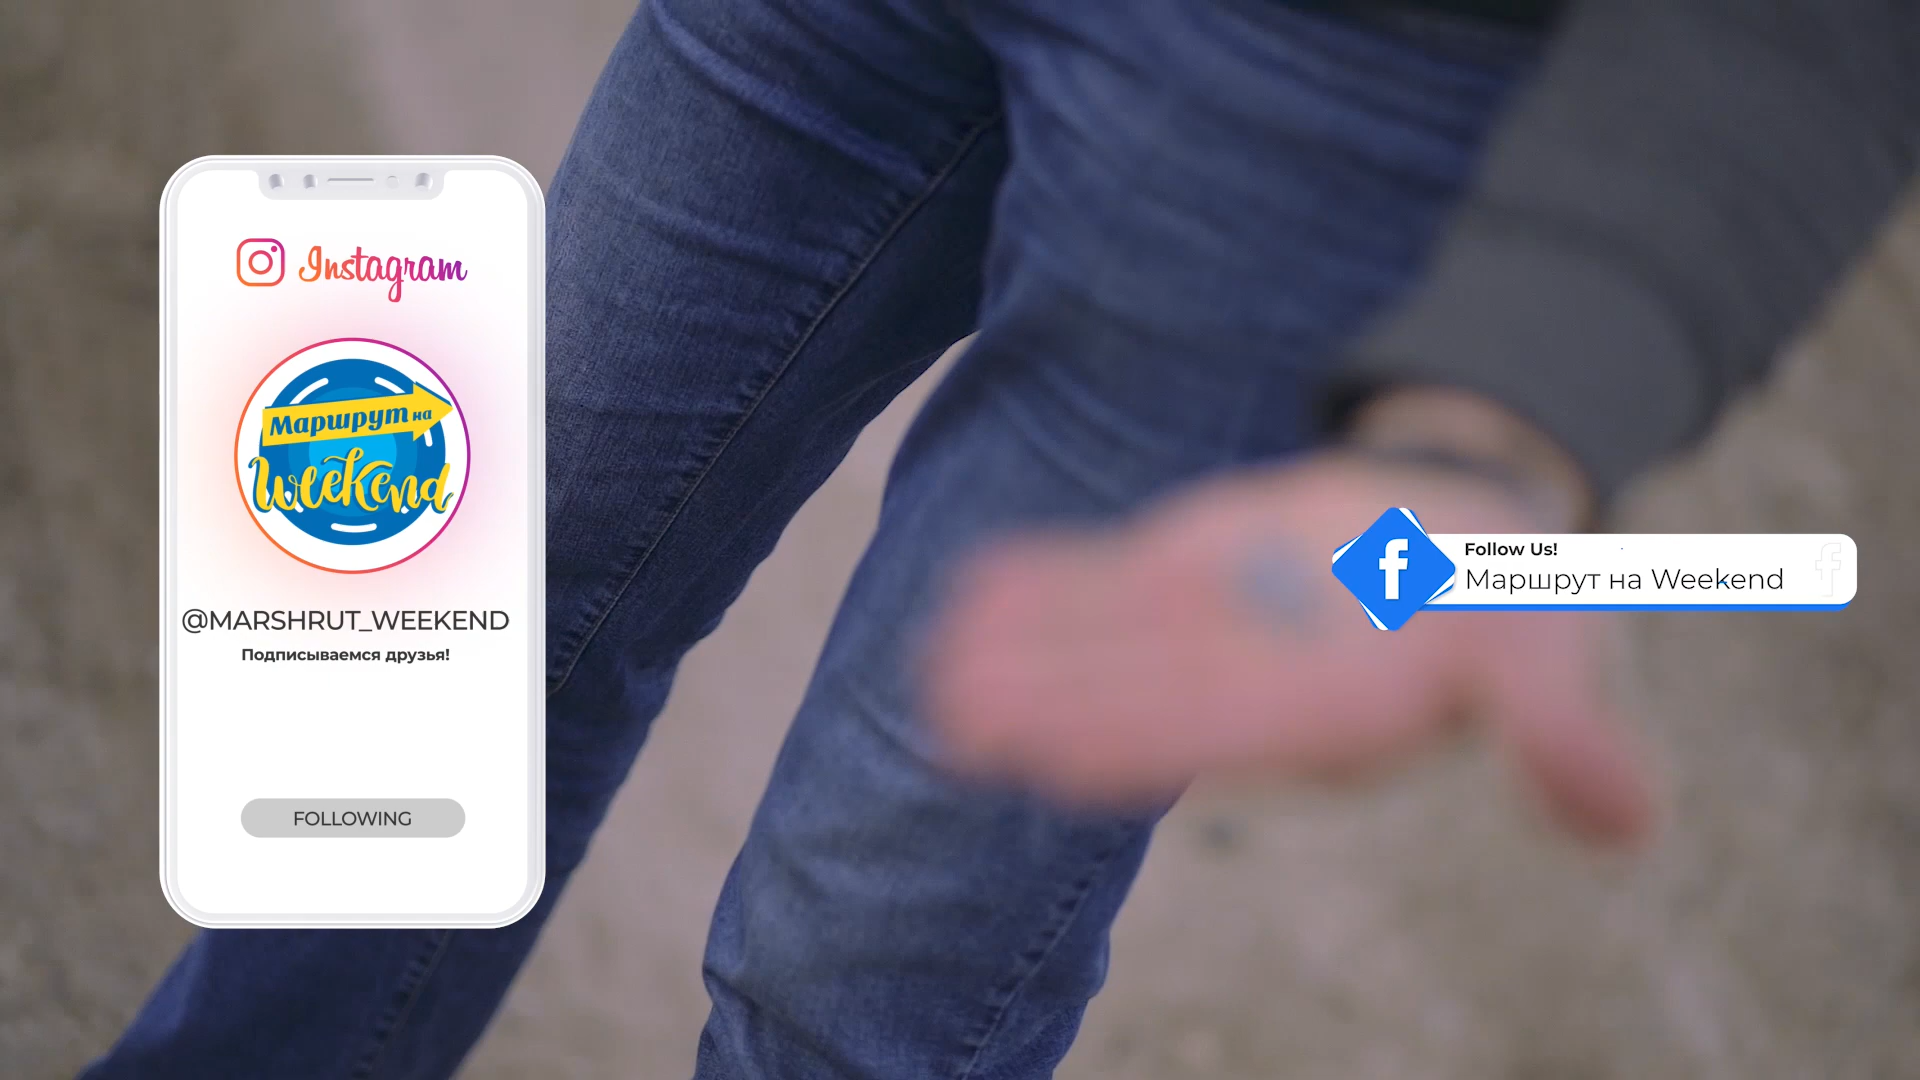 Instagram
Маршрут на
Weekend
@MARSHRUT_WEEKEND
Подписываемся друзья!
FOLLOWING
Follow Us!
Маршрут на Weekend